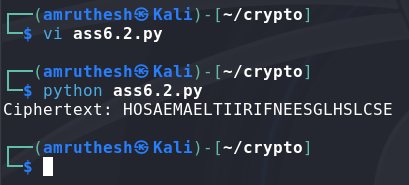 ┌──(amruthesh㉿Kali)-[~/crypto]
└─$ vi ass6.2.py
┌──(amruthesh㉿Kali)-[~/crypto]
└─$ python ass6.2.py
Ciphertext: HOSAEMAELTIIRIFNEESGLHSLCSE
┌──(amruthesh㉿Kali)-[~/crypto]
└─$